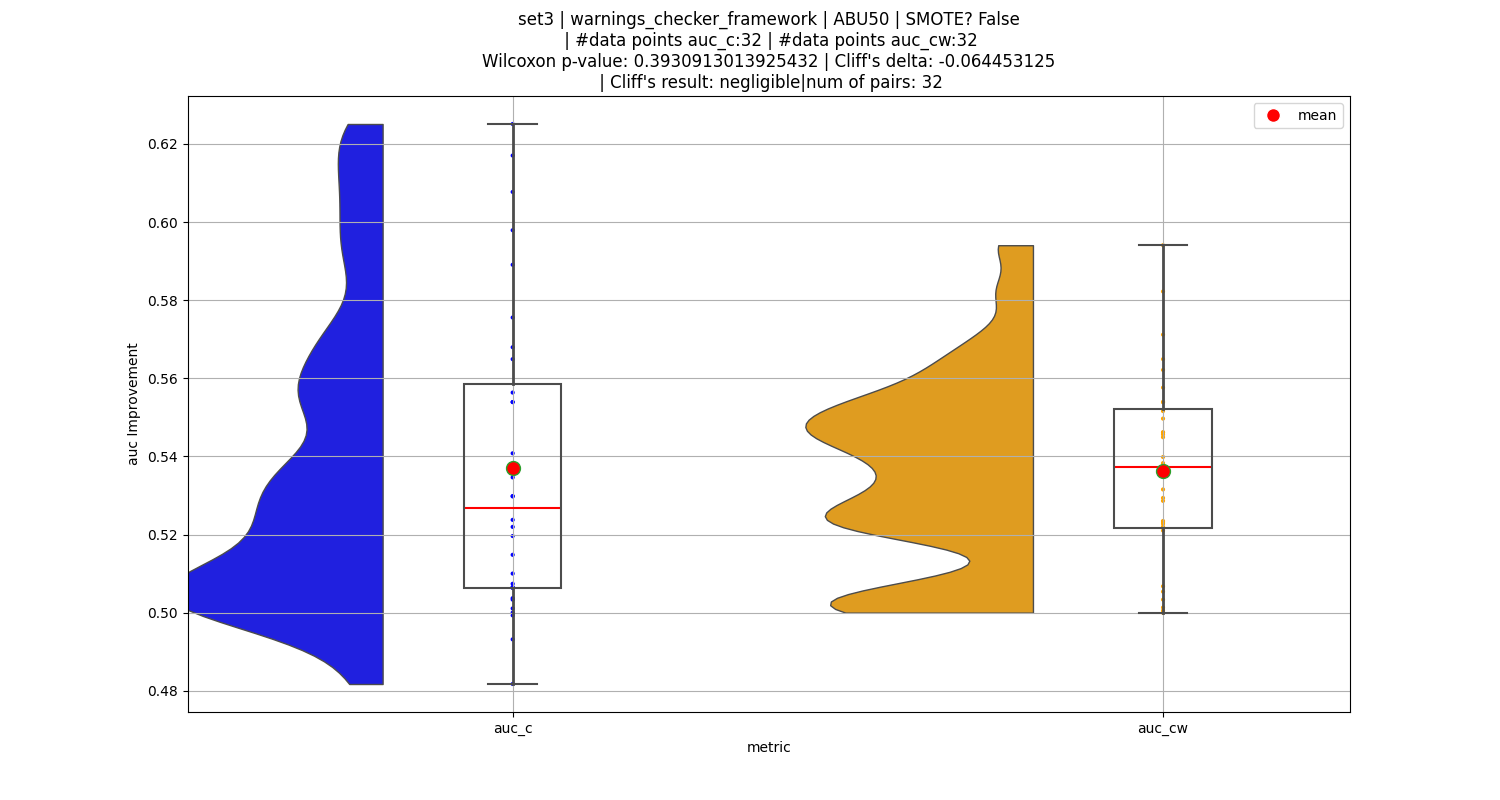 set3 | warnings_checker_framework | ABU50 | SMOTE? False
| #data points auc_c:32 | #data points auc_cw:32
Wilcoxon p-value: 0.3930913013925432 | Cliff's delta: -0.064453125
| Cliff's result: negligible|num of pairs: 32
mean
0.62
0.60
0.58
0.56
0.54
0.52
0.50
0.48
auc Improvement
auc_c
auc_cw
metric